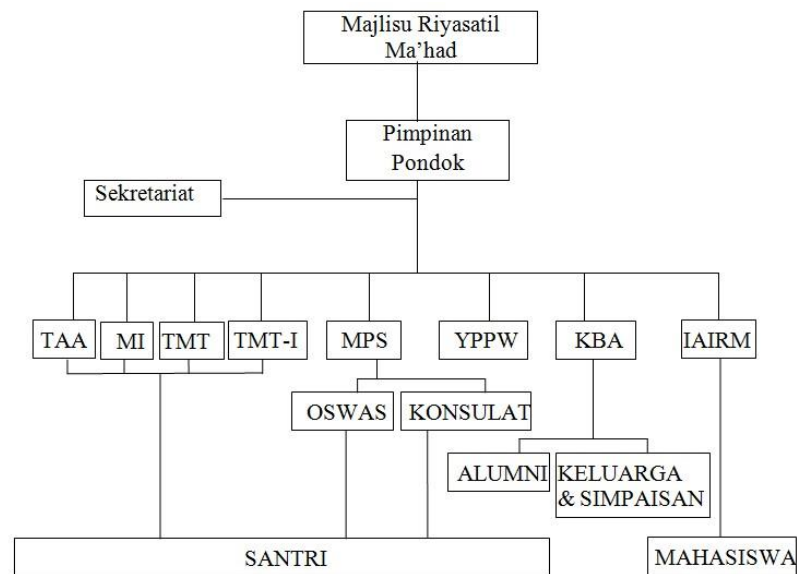 Majlisu Riyasatil
Ma'had
Pimpinan
Pondok
Sekretariat
TAA
MI
TMT
TMT-I
MPS
YPPW
KBA
IAIRM
OSWAS
KONSULAT
ALUMNI
KELUARGA
& SIMPAISAN
SANTRI
MAHASISWA